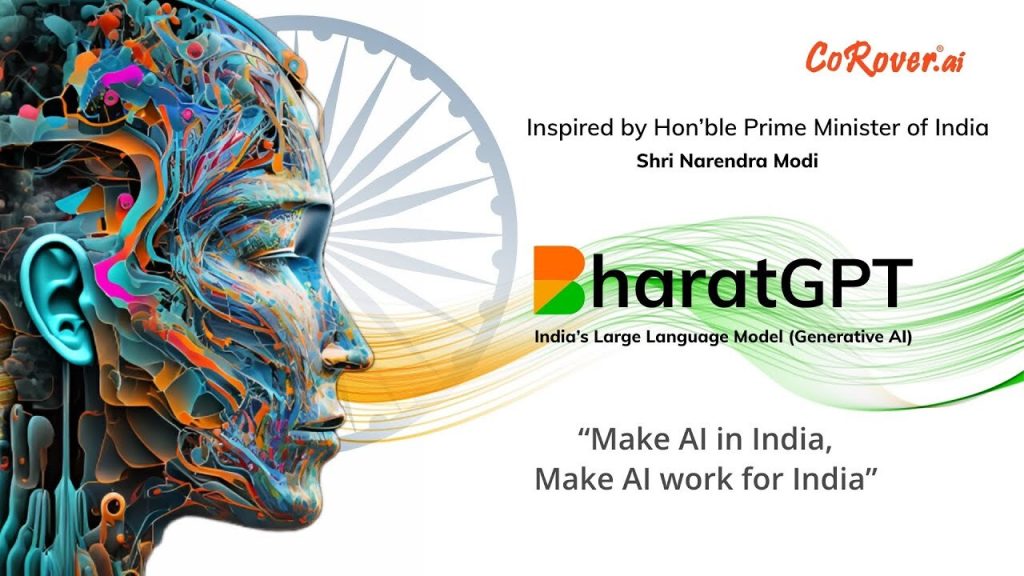 CoRover®.ai
Inspired by Hon’ble Prime Minister of India
Shri Narendra Modi
BharatGPT
India’s Large Language Model (Generative AI)
“Make AI in India,
Make AI work for India”